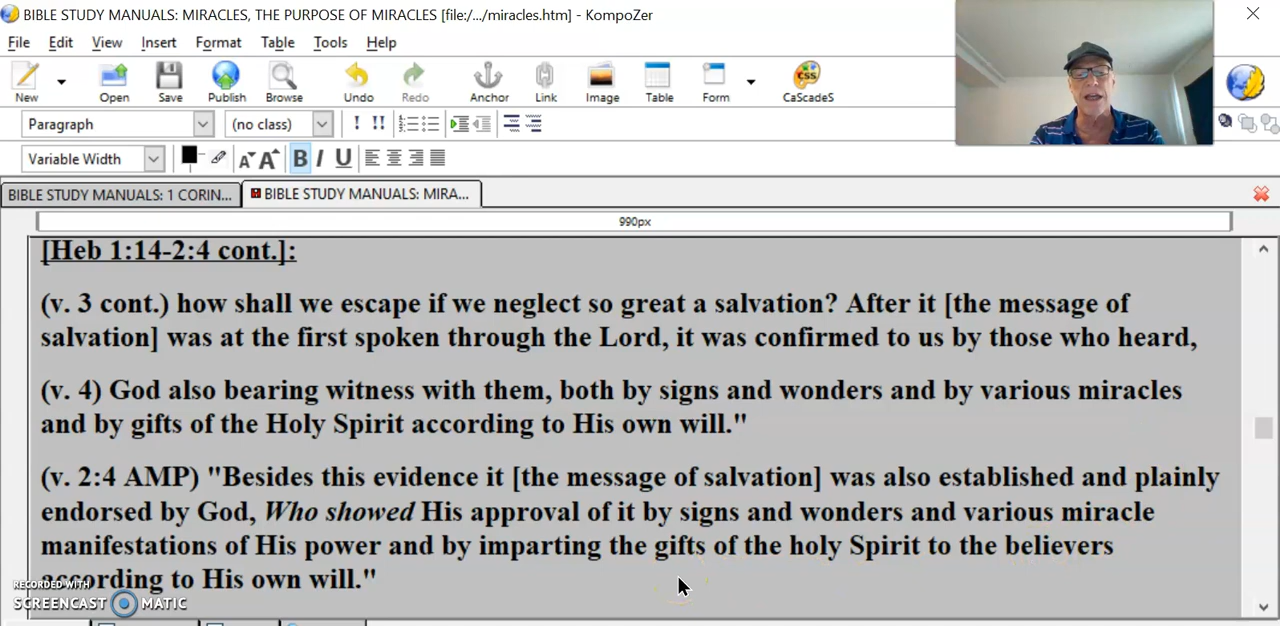 BIBLE STUDY MANUALS: MIRACLES, THE PURPOSE OF MIRACLES [file:/.../miracles.htm] - KompoZer
File Edit View Insert Format Table Tools Help
New Open Save Publish Browse Undo Redo Anchor Link Image Table Form CaScadeS
Paragraph (no class) ! !!
Variable Width A A B I U
BIBLE STUDY MANUALS: 1 CORIN... BIBLE STUDY MANUALS: MIRA...
990px
[Heb 1:14-2:4 cont.]:
(v. 3 cont.) how shall we escape if we neglect so great a salvation? After it [the message of
salvation] was at the first spoken through the Lord, it was confirmed to us by those who heard,
(v. 4) God also bearing witness with them, both by signs and wonders and by various miracles
and by gifts of the Holy Spirit according to His own will."
(v. 2:4 AMP) "Besides this evidence it [the message of salvation] was also established and plainly
endorsed by God, Who showed His approval of it by signs and wonders and various miracle
manifestations of His power and by imparting the gifts of the holy Spirit to the believers
according to His own will."
RECORDED WITH
SCREENCAST MATIC